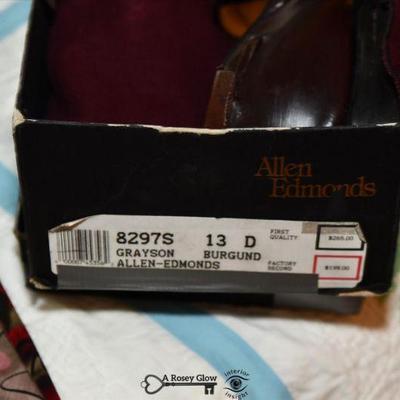 Allen
Edmonds
8297S 13 D
GRAYSON BURGUND
ALLEN-EDMONDS
FIRST
QUALITY
$265.00
FACTORY
SECOND
$199.00
A Rosey Glow
interior
insight